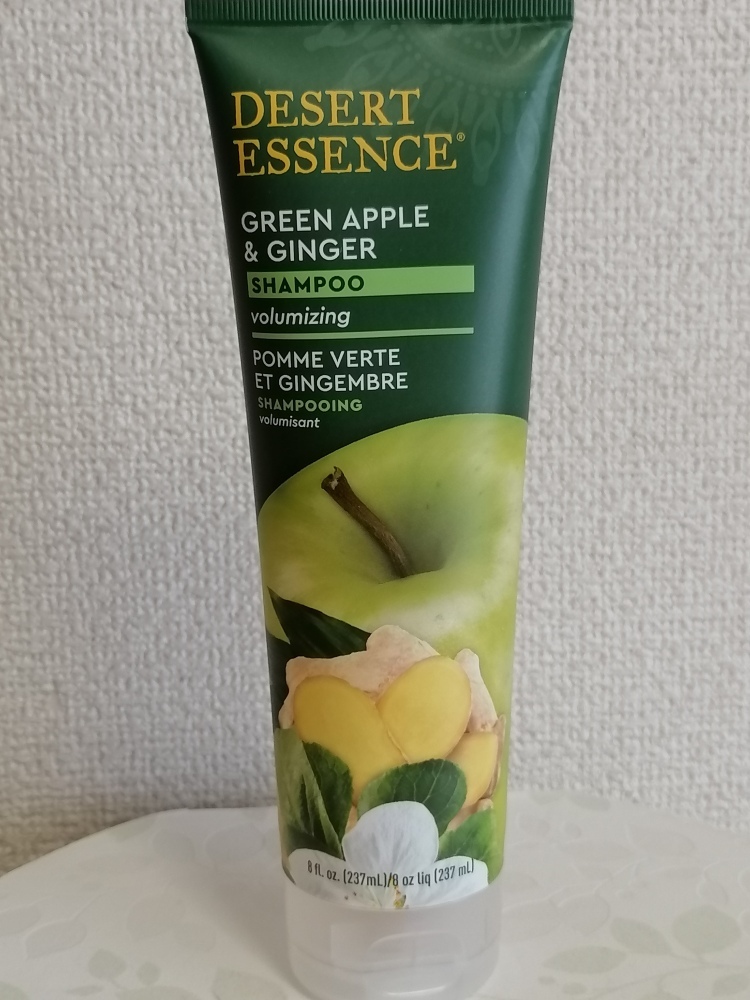 DESERT
ESSENCE®
GREEN APPLE
& GINGER
SHAMPOO
volumizing
POMME VERTE
ET GINGEMBRE
SHAMPOOING
volumisant
8 fl. oz. (237mL)/8 oz liq (237 mL)